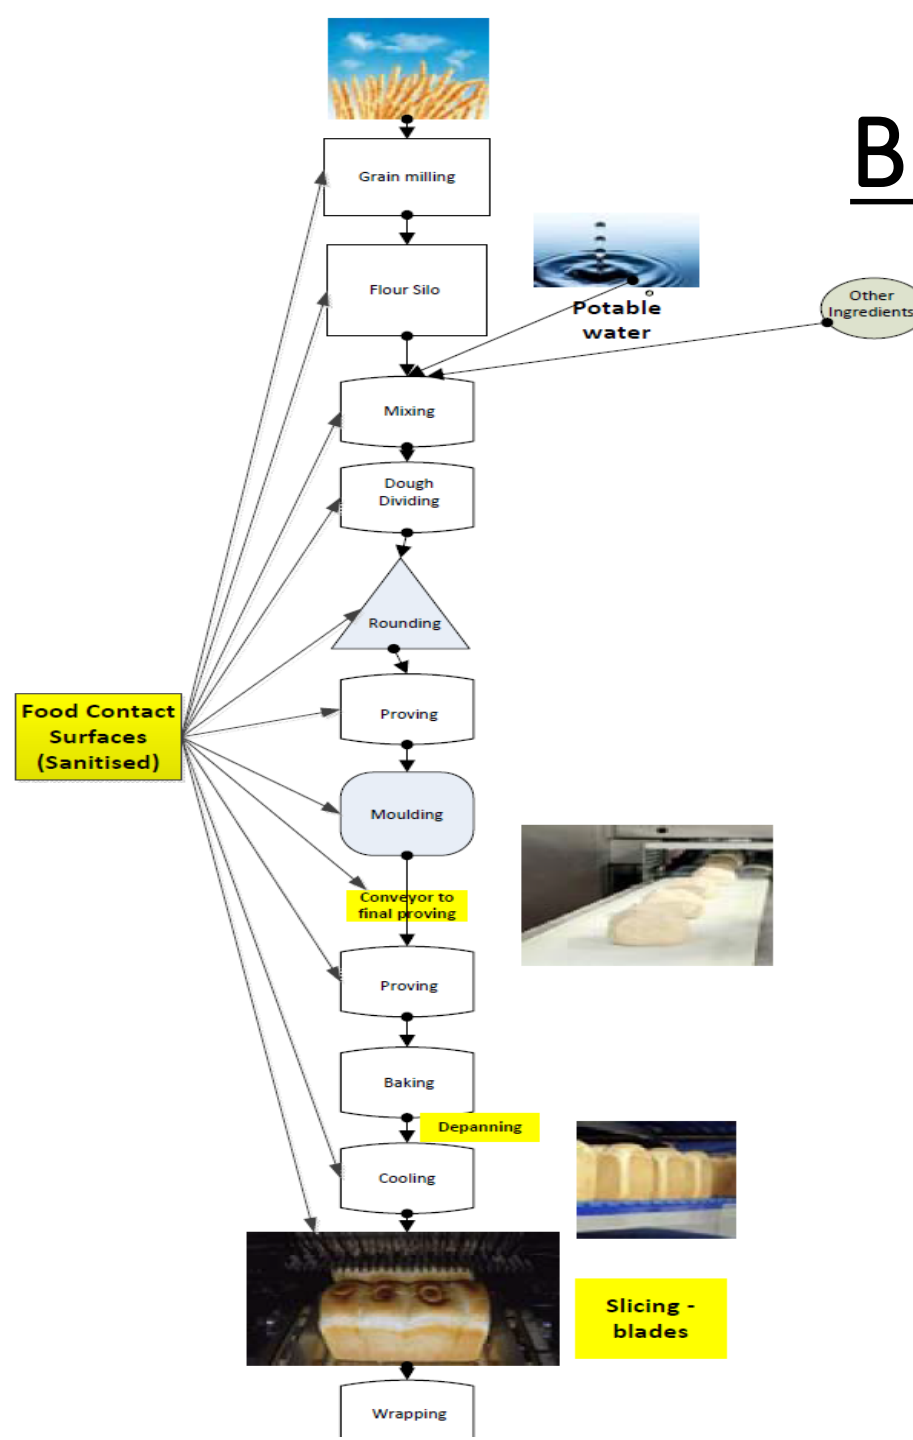 B
Grain milling
Flour Silo
Potable
water
Other
Ingredients
Mixing
Dough
Dividing
Rounding
Proving
Food Contact
Surfaces
(Sanitised)
Moulding
Conveyor to
final proving
Proving
Baking
Depanning
Cooling
Slicing -
blades
Wrapping